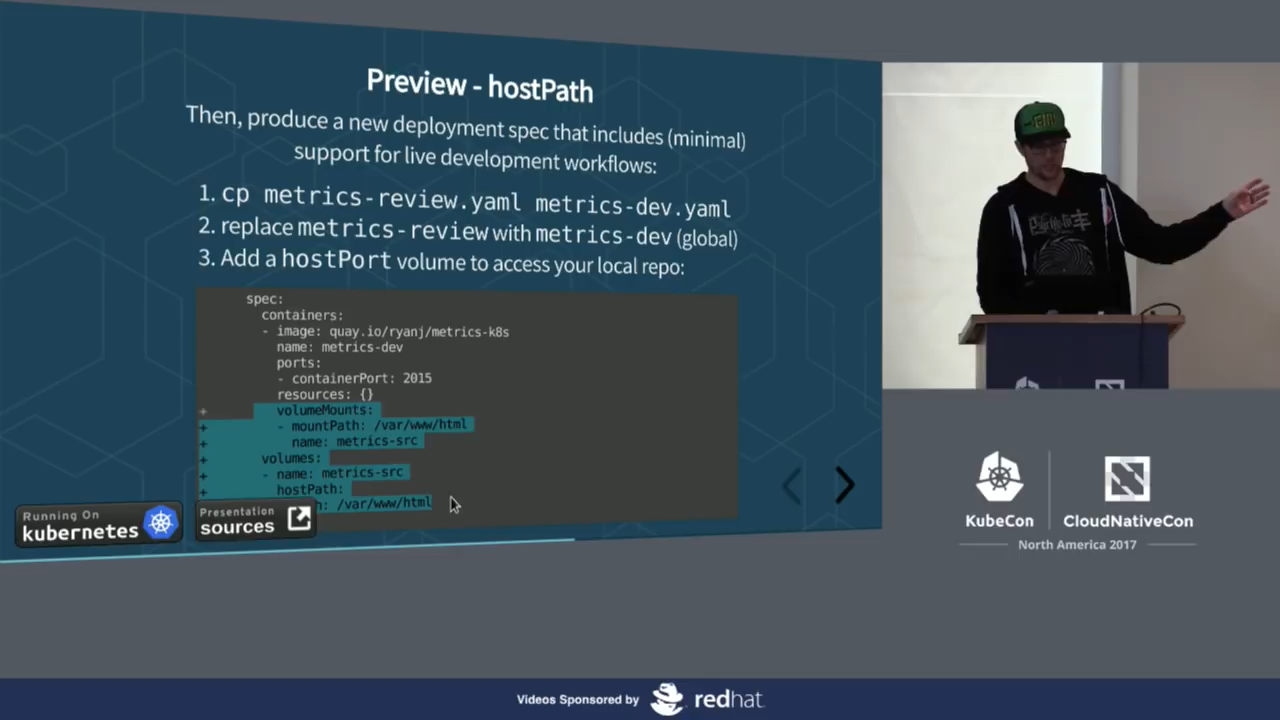 Preview - hostPath
Then, produce a new deployment spec that includes (minimal)
support for live development workflows:
1. cp metrics-review.yaml metrics-dev.yaml
2. replace metrics-review with metrics-dev (global)
3. Add a hostPort volume to access your local repo:
spec:
containers:
- image: quay.io/ryanj/metrics-k8s
name: metrics-dev
ports:
- containerPort: 2015
resources: {}
+ volumeMounts:
+ - mountPath: /var/www/html
+ name: metrics-src
+ volumes:
+ - name: metrics-src
+ hostPath:
h: /var/www/html
Running On
kubernetes
Presentation
sources
KubeCon
CloudNativeCon
North America 2017
Videos Sponsored by
redhat.